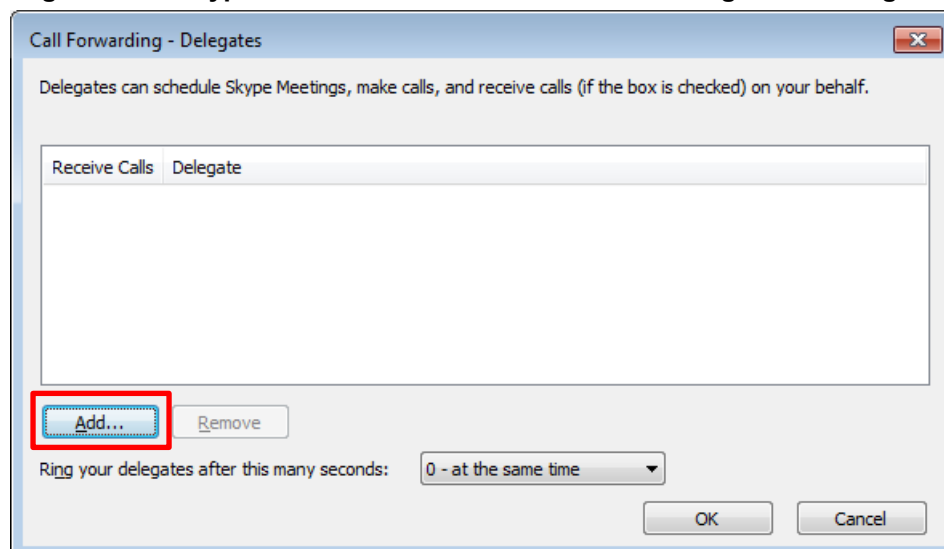 Call Forwarding - Delegates
Delegates can schedule Skype Meetings, make calls, and receive calls (if the box is checked) on your behalf.
Receive Calls Delegate
Add... Remove
Ring your delegates after this many seconds: 0 - at the same time
OK Cancel